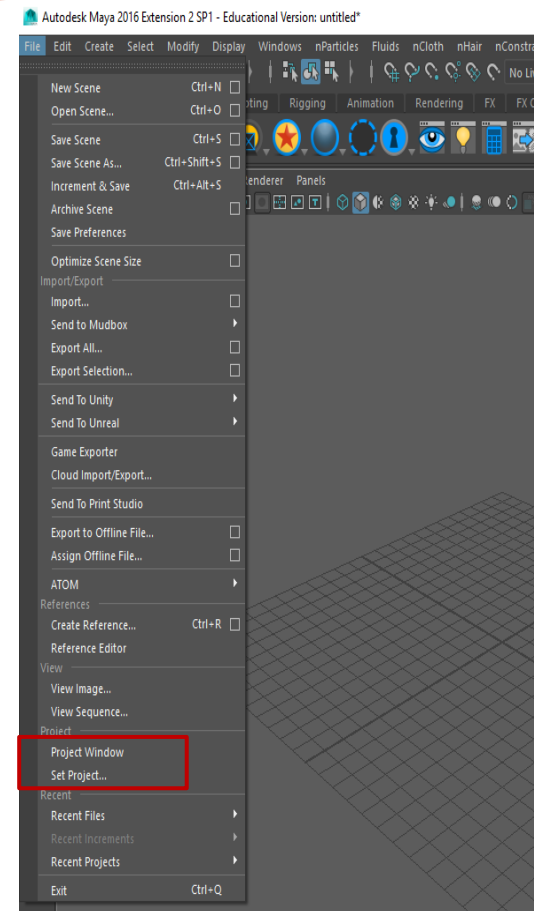 Autodesk Maya 2016 Extension 2 SP1 - Educational Version: untitled*
File Edit Create Select Modify Display Windows nParticles Fluids nCloth nHair nConstra
No Liv
Rigging Animation Rendering FX FX C
Panels
New Scene Ctrl+N
Open Scene... Ctrl+O
Save Scene Ctrl+S
Save Scene As... Ctrl+Shift+S
Increment & Save Ctrl+Alt+S
Archive Scene
Save Preferences
Optimize Scene Size
Import/Export
Import...
Send to Mudbox
Export All...
Export Selection...
Send To Unity
Send To Unreal
Game Exporter
Cloud Import/Export...
Send To Print Studio
Export to Offline File...
Assign Offline File...
ATOM
References
Create Reference... Ctrl+R
Reference Editor
View
View Image...
View Sequence...
Project
Project Window
Set Project...
Recent
Recent Files
Recent Increments
Recent Projects
Exit Ctrl+Q